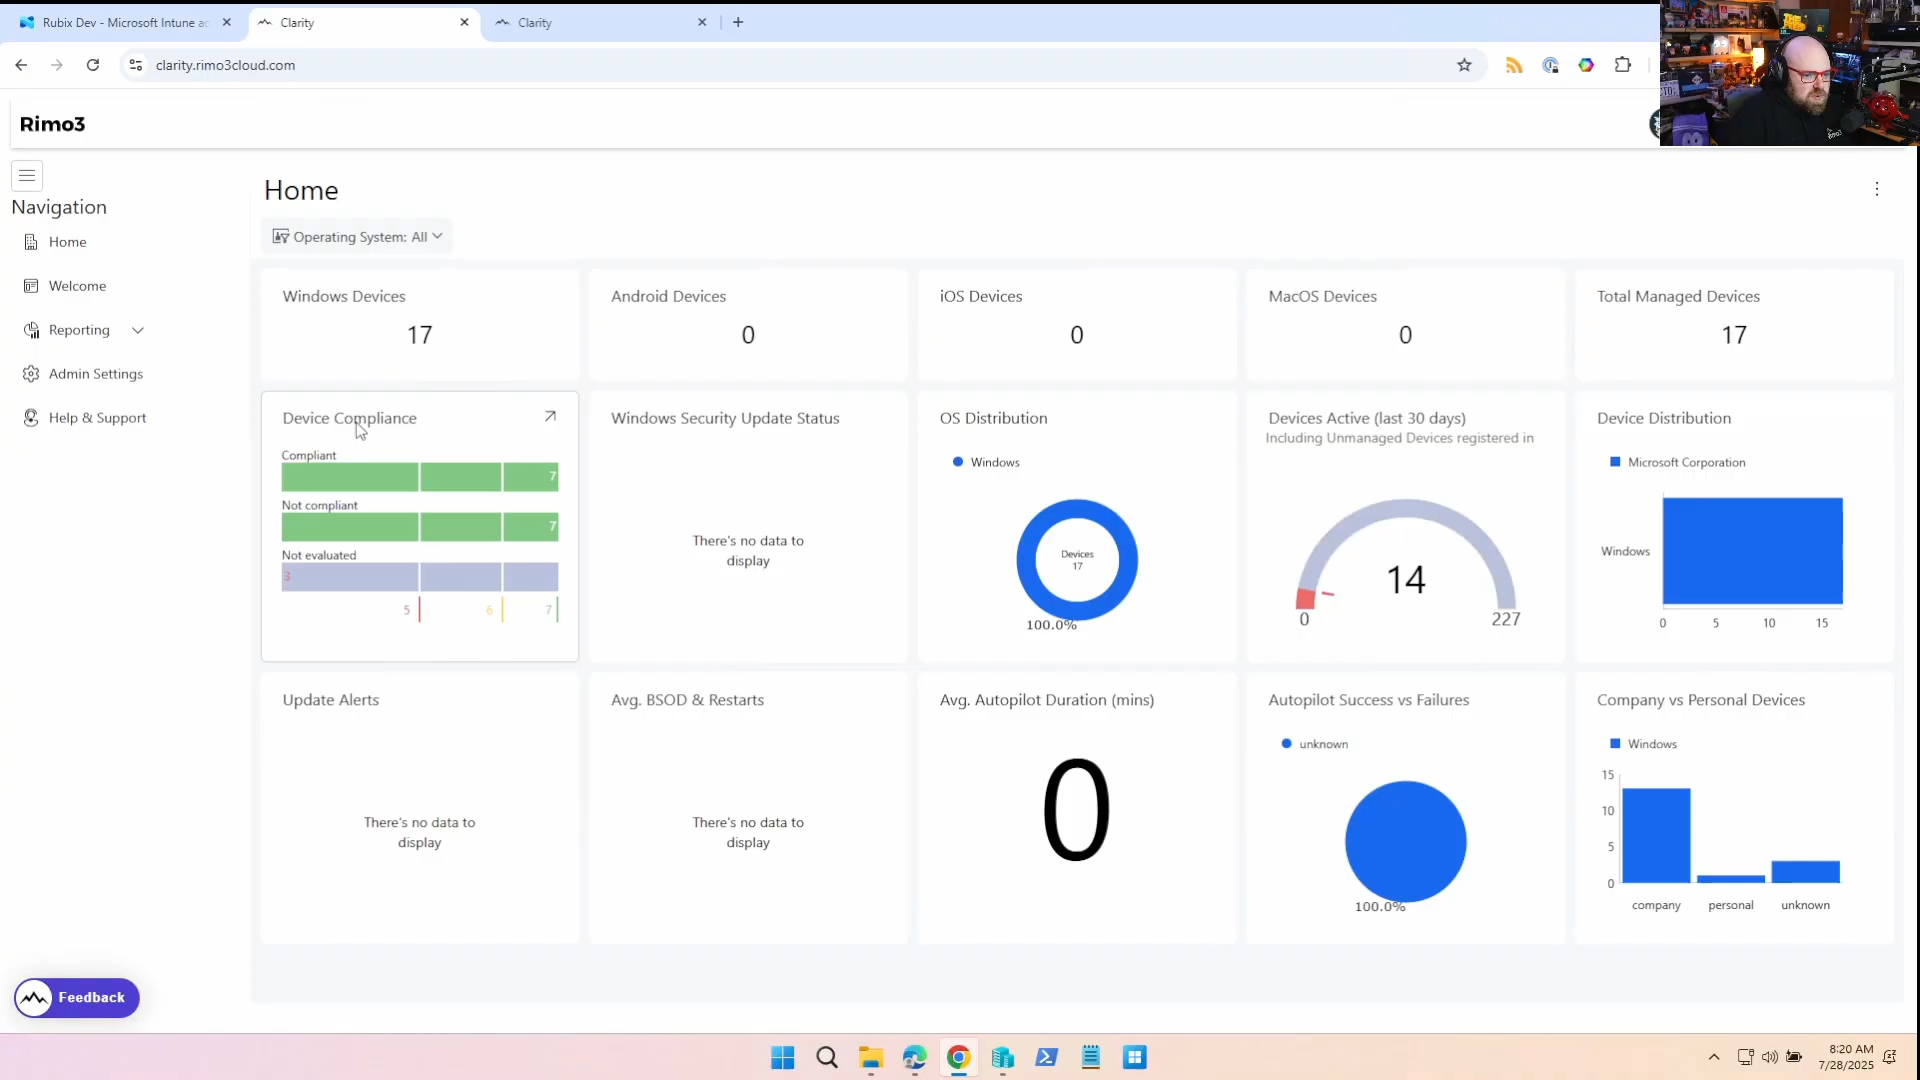 Rubix Dev - Microsoft Intune ac
Clarity
Clarity
clarity.rimo3cloud.com
Rimo3
Navigation
Home
Welcome
Reporting
Admin Settings
Help & Support
Home
Operating System: All
Windows Devices
17
Android Devices
0
iOS Devices
0
MacOS Devices
0
Total Managed Devices
17
Device Compliance
Compliant
7
Not compliant
7
Not evaluated
3
5
6
7
Windows Security Update Status
There's no data to
display
OS Distribution
Windows
Devices
17
100.0%
Devices Active (last 30 days)
Including Unmanaged Devices registered in
14
0
227
Device Distribution
Microsoft Corporation
Windows
0 5 10 15
Update Alerts
There's no data to
display
Avg. BSOD & Restarts
There's no data to
display
Avg. Autopilot Duration (mins)
0
Autopilot Success vs Failures
unknown
100.0%
Company vs Personal Devices
Windows
15
10
5
0
company personal unknown
Feedback
8:20 AM
7/28/2025